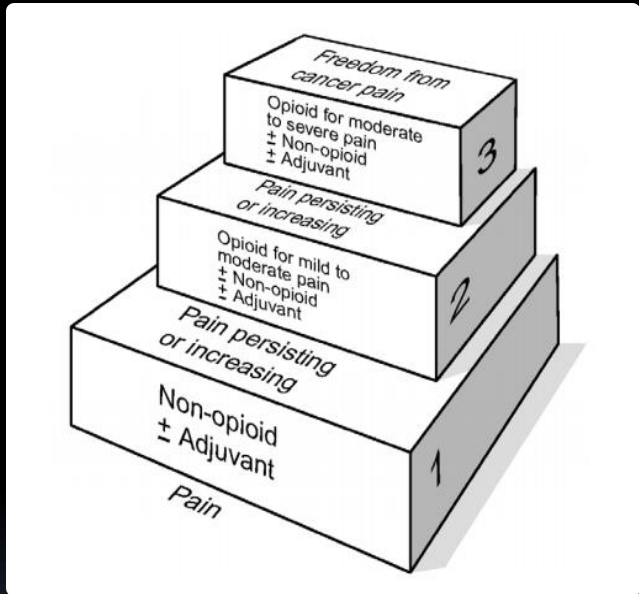 Freedom from
cancer pain
Opioid for moderate
to severe pain
± Non-opioid
± Adjuvant
3
Pain persisting
or increasing
Opioid for mild to
moderate pain
± Non-opioid
± Adjuvant
2
Pain persisting
or increasing
Non-opioid
± Adjuvant
1
Pain